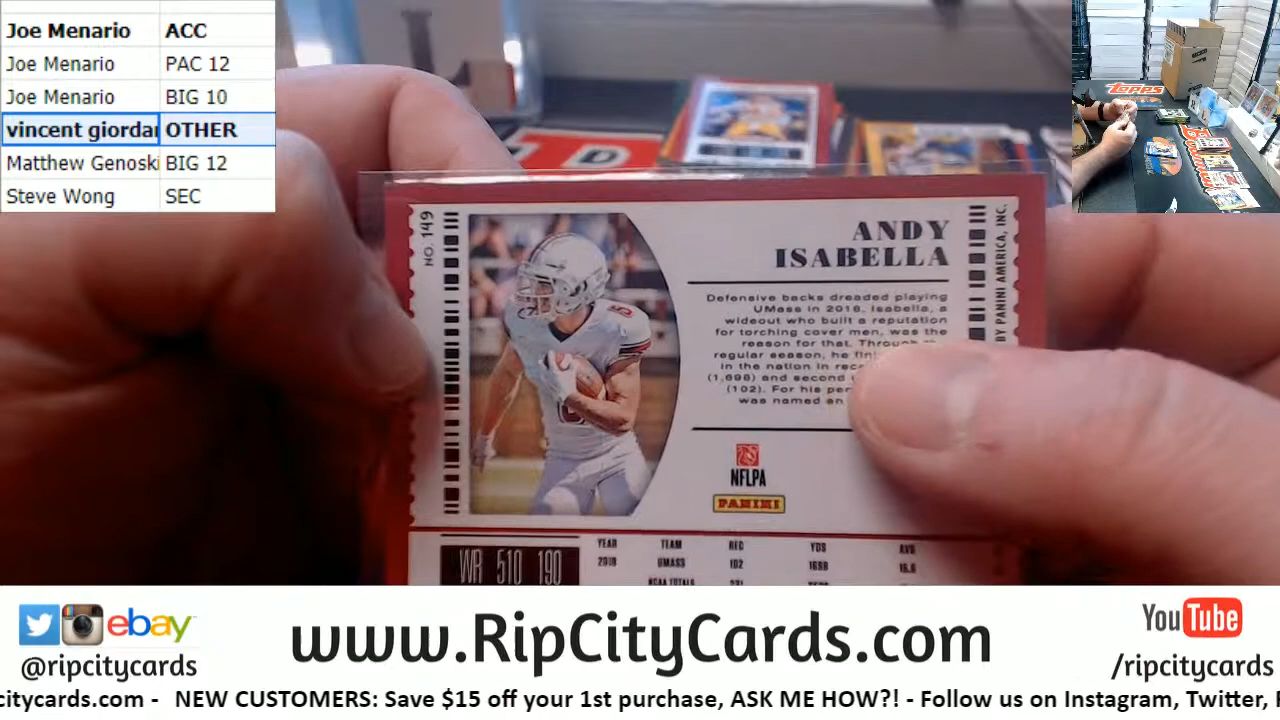 Joe Menario ACC
Joe Menario PAC 12
Joe Menario BIG 10
vincent giordan OTHER
Matthew Genoski BIG 12
Steve Wong SEC
Topps
NO. 149
ANDY
ISABELLA
Defensive backs dreaded playing
UMass in 2018. Isabella, a
wideout who built a reputation
for torching cover men, was the
reason for that. Through
regular season, he
in the nation in
(1,698) and second
(102). For his
was named an
BY PANINI AMERICA, INC.
NFLPA
PANINI
YEAR TEAM REC YDS AVG
WR 510 190
2018 UMASS 102 1698 16.6
NCAA TOTALS
ebay
@ripcitycards
www.RipCityCards.com
YouTube
/ripcitycards
citycards.com - NEW CUSTOMERS: Save $15 off your 1st purchase, ASK ME HOW?! - Follow us on Instagram, Twitter,